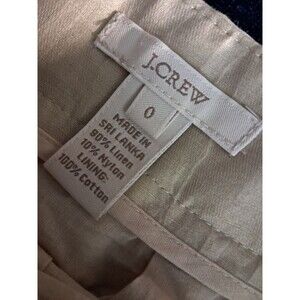 J.CREW
0
MADE IN
SRI LANKA
90% Linen
10% Nylon
LINING:
100% Cotton